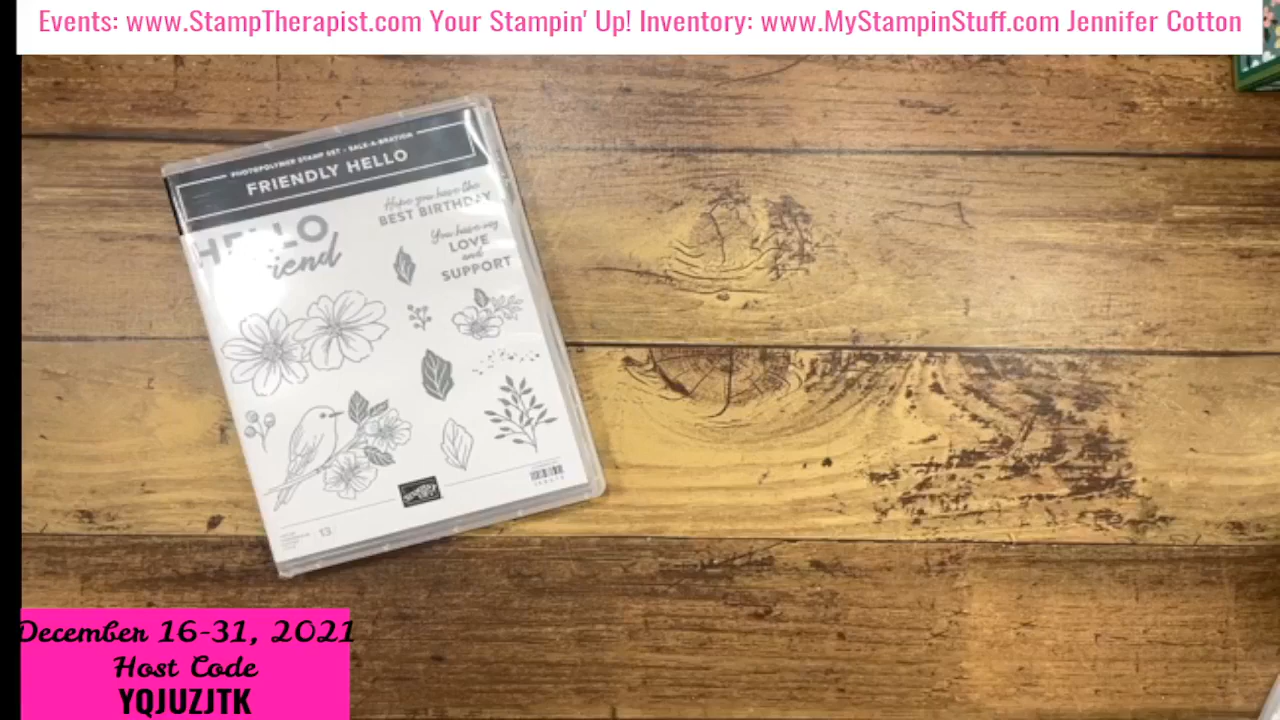 Events: www.StampTherapist.com Your Stampin' Up! Inventory: www.MyStampinStuff.com Jennifer Cotton
PHOTOPOLYMER STAMP SET • SALE-A-BRATION
FRIENDLY HELLO
HELLO
Hope you have the
BEST BIRTHDAY
You have my
LOVE
and
SUPPORT
13
December 16-31, 2021
Host Code
YQJUZJTK